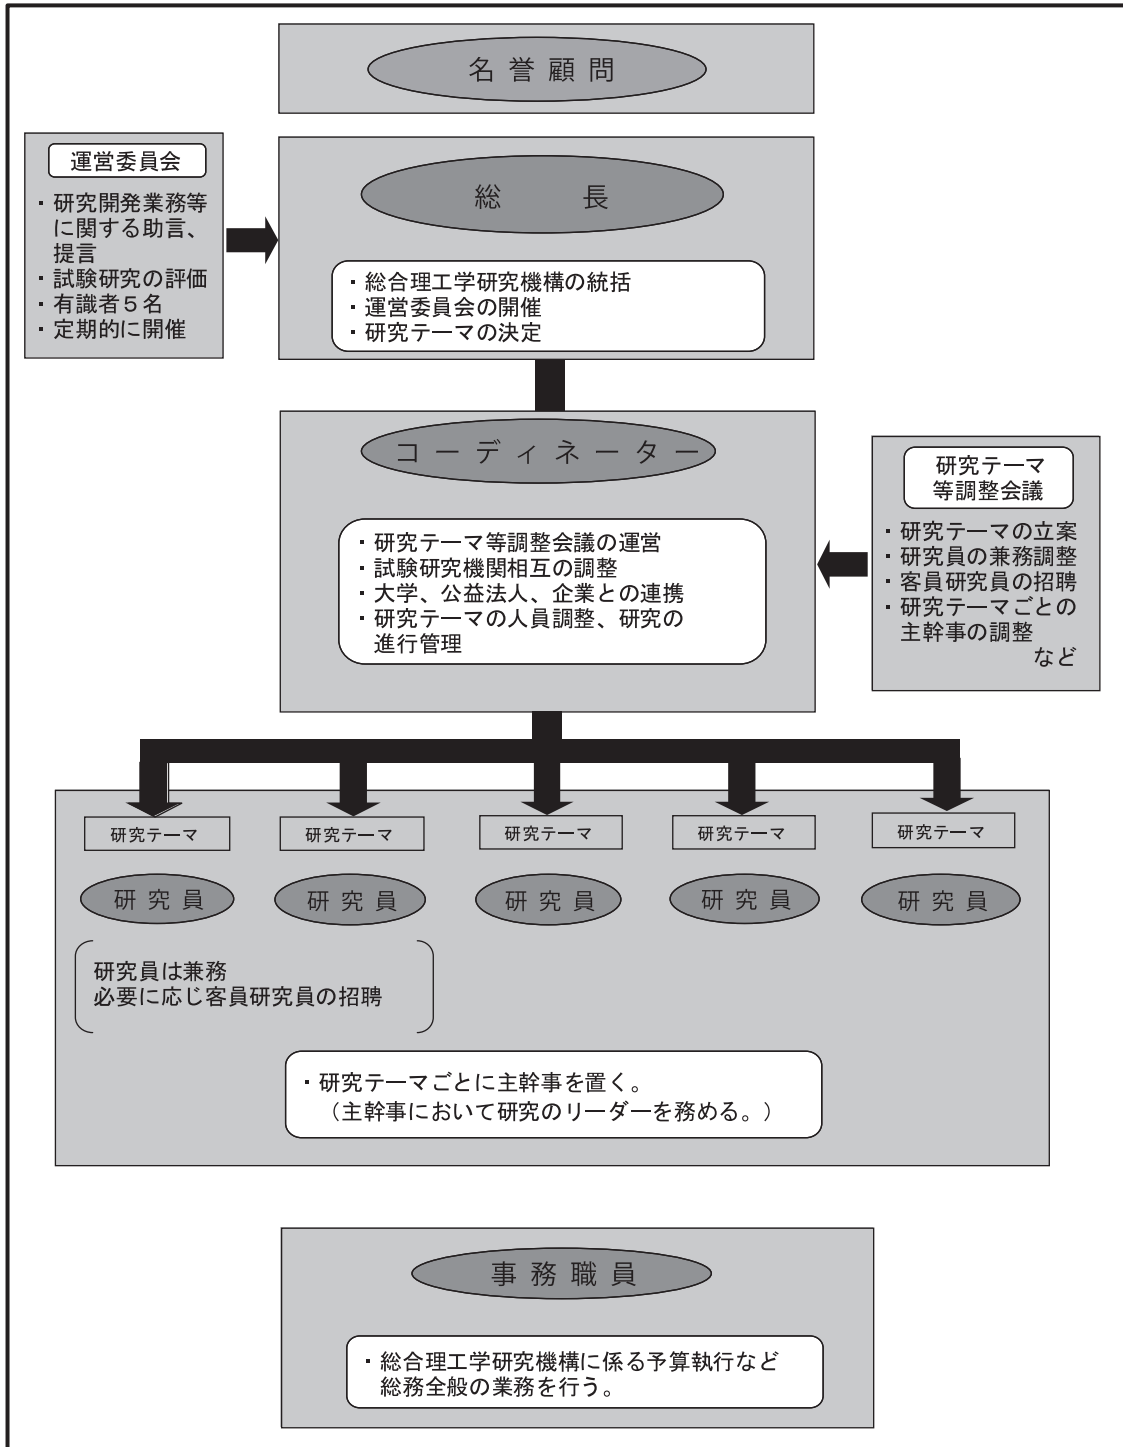 名誉顧問
運営委員会
・研究開発業務等
に関する助言、
提言
・試験研究の評価
・有識者５名
・定期的に開催
総　　長
・総合理工学研究機構の統括
・運営委員会の開催
・研究テーマの決定
コーディネーター
・研究テーマ等調整会議の運営
・試験研究機関相互の調整
・大学、公益法人、企業との連携
・研究テーマの人員調整、研究の
進行管理
研究テーマ
等調整会議
・研究テーマの立案
・研究員の兼務調整
・客員研究員の招聘
・研究テーマごとの
主幹事の調整
など
研究テーマ
研究テーマ
研究テーマ
研究テーマ
研究テーマ
研究員
研究員
研究員
研究員
研究員
研究員は兼務
必要に応じ客員研究員の招聘
・研究テーマごとに主幹事を置く。
（主幹事において研究のリーダーを務める。）
事務職員
・総合理工学研究機構に係る予算執行など
総務全般の業務を行う。